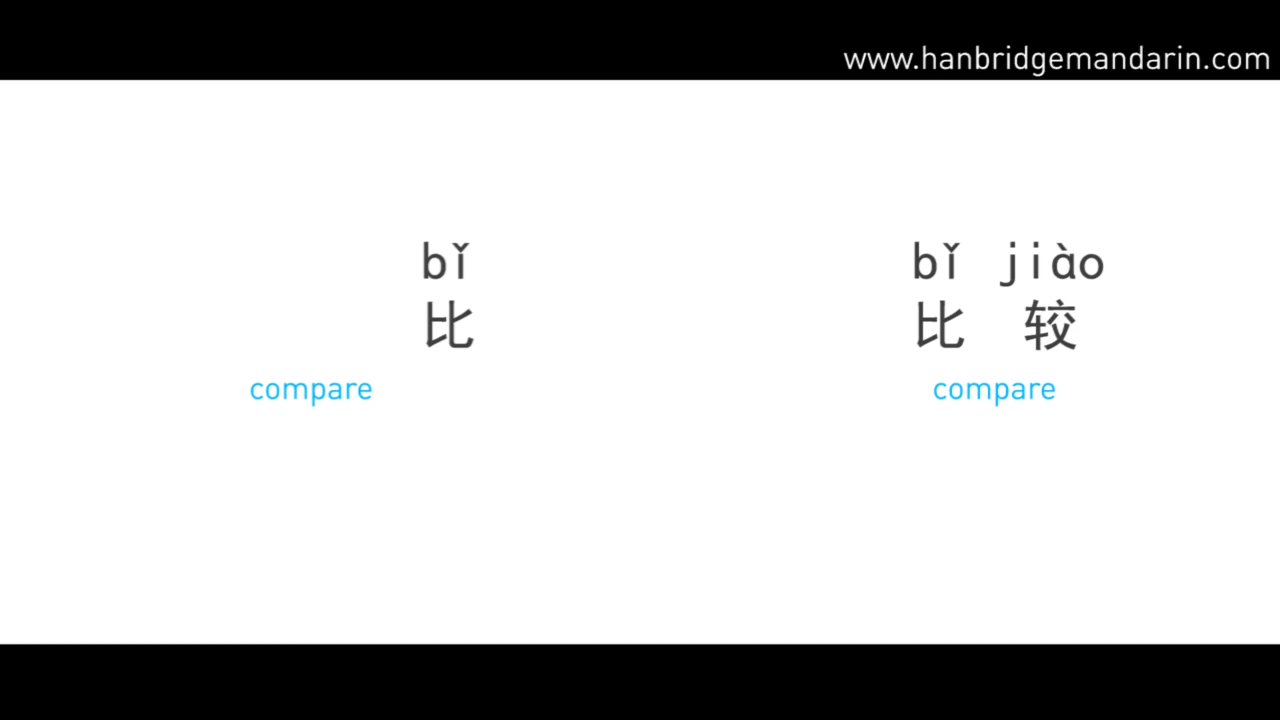 www.hanbridgemandarin.com
bǐ
比
compare
bǐ jiào
比 较
compare